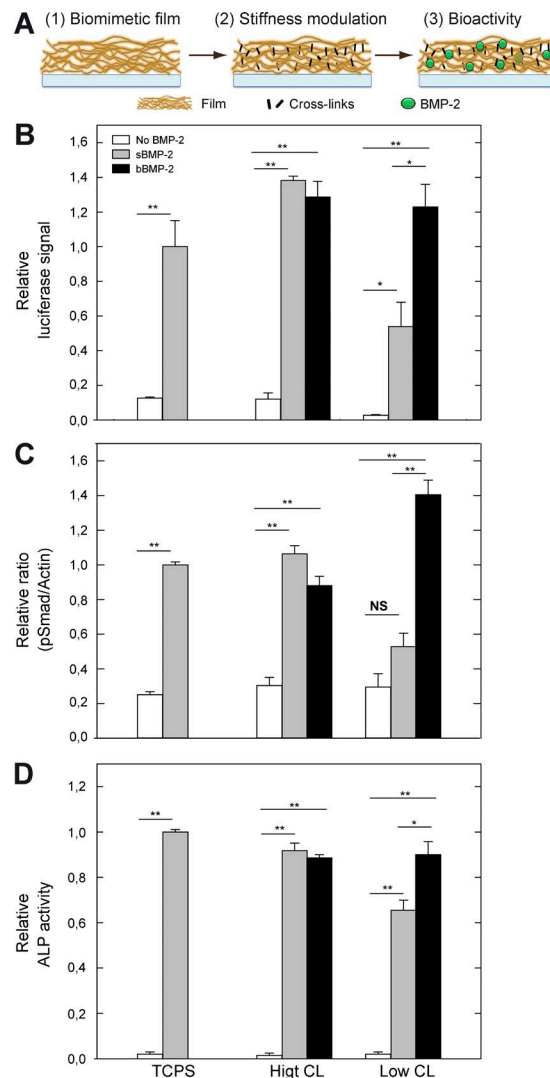 A (1) Biomimetic film (2) Stiffness modulation (3) Bioactivity
Film Cross-links BMP-2
B
No BMP-2
sBMP-2
bBMP-2
Relative
luciferase signal
1,6
1,4
1,2
1,0
0,8
0,6
0,4
0,2
0,0
**
**
**
**
*
*
C
Relative ratio
(pSmad/Actin)
1,6
1,4
1,2
1,0
0,8
0,6
0,4
0,2
0,0
**
**
**
**
**
NS
D
Relative
ALP activity
1,2
1,0
0,8
0,6
0,4
0,2
0,0
**
**
**
**
*
**
TCPS Higt CL Low CL